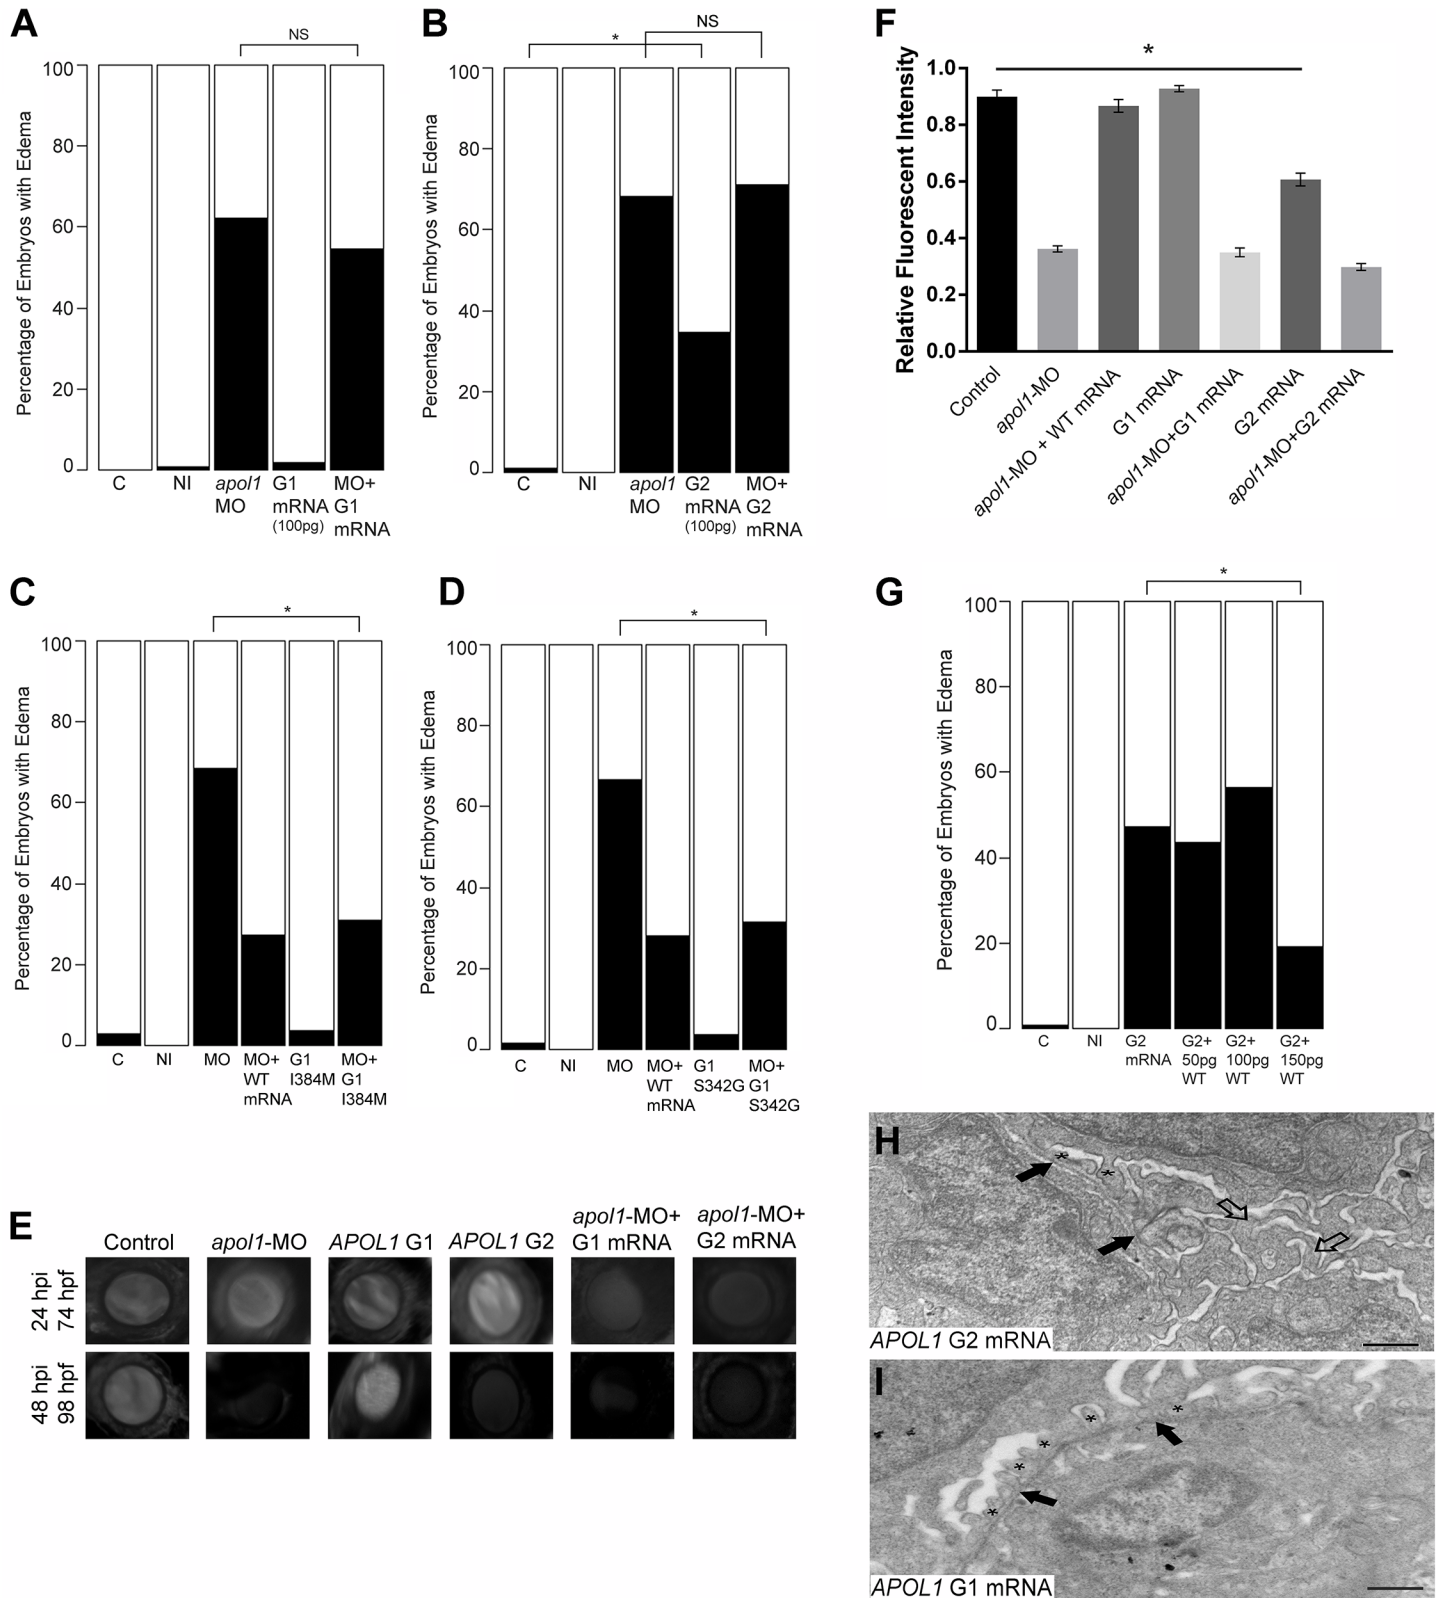 A
NS
Percentage of Embryos with Edema
100
80
60
40
20
0
C
NI
apol1
MO
G1
mRNA
(100pg)
MO+
G1
mRNA
B
*
NS
Percentage of Embryos with Edema
100
80
60
40
20
0
C
NI
apol1
MO
G2
mRNA
(100pg)
MO+
G2
mRNA
F
*
Relative Fluorescent Intensity
1.0
0.8
0.6
0.4
0.2
0.0
Control
apol1-MO
apol1-MO + WT mRNA
G1 mRNA
apol1-MO+G1 mRNA
G2 mRNA
apol1-MO+G2 mRNA
C
*
Percentage of Embryos with Edema
100
80
60
40
20
0
C
NI
MO
MO+
WT
mRNA
G1
I384M
MO+
G1
I384M
D
*
Percentage of Embryos with Edema
100
80
60
40
20
0
C
NI
MO
MO+
WT
mRNA
G1
S342G
MO+
G1
S342G
G
*
Percentage of Embryos with Edema
100
80
60
40
20
0
C
NI
G2
mRNA
G2+
50pg
WT
G2+
100pg
WT
G2+
150pg
WT
E
Control
apol1-MO
APOL1 G1
APOL1 G2
apol1-MO+
G1 mRNA
apol1-MO+
G2 mRNA
24 hpi
74 hpf
48 hpi
98 hpf
H
* *
APOL1 G2 mRNA
I
* * * * *
APOL1 G1 mRNA